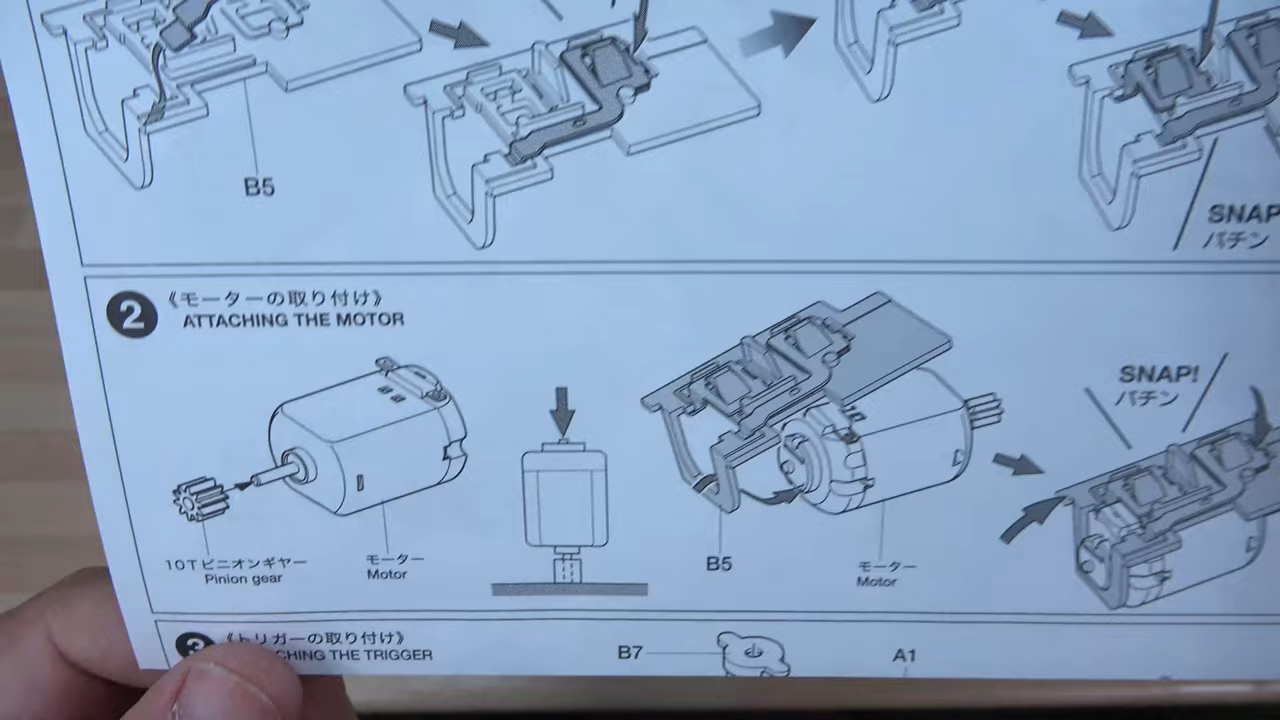 B5
SNAP
パチン
2
《モーターの取り付け》
ATTACHING THE MOTOR
SNAP!
パチン
10Tピニオンギヤー
Pinion gear
モーター
Motor
B5
モーター
Motor
3
《トリガーの取り付け》
CHING THE TRIGGER
B7
A1